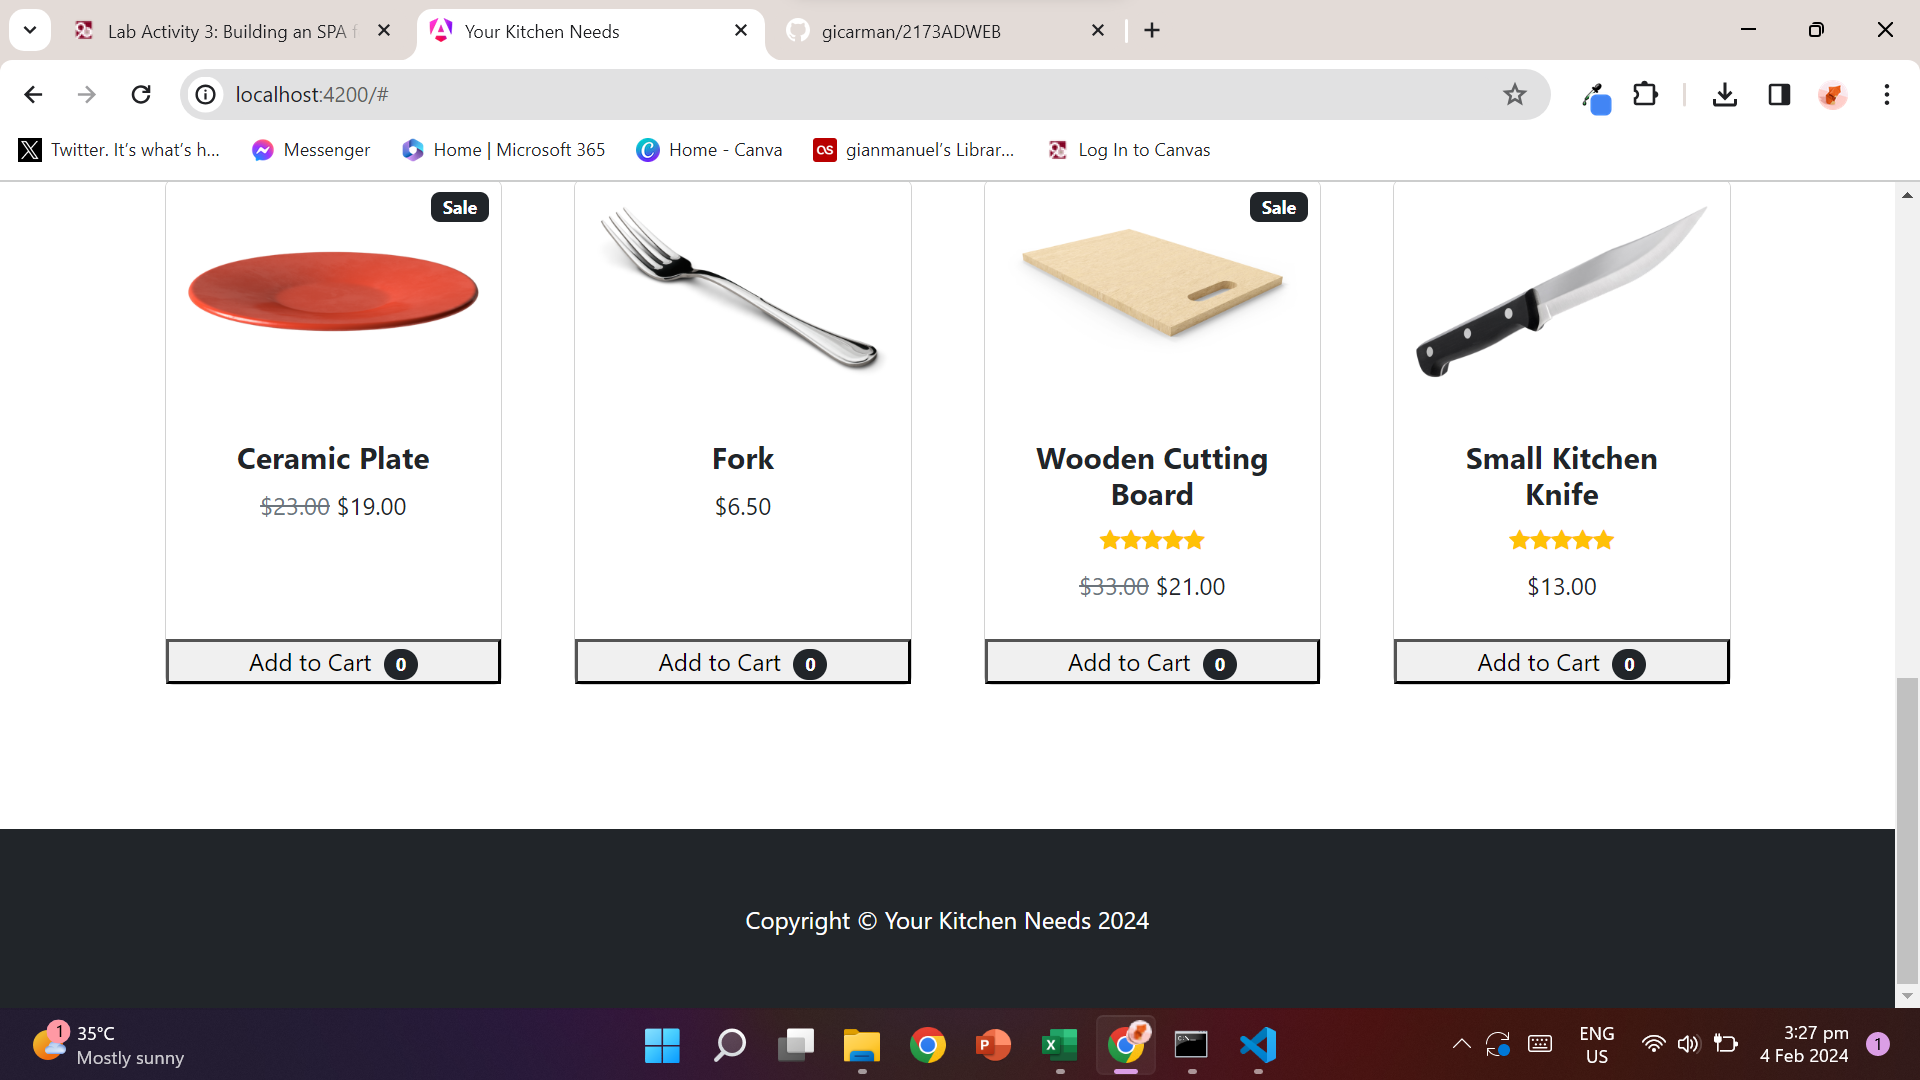 Lab Activity 3: Building an SPA f
Your Kitchen Needs
gicarman/2173ADWEB
localhost:4200/#
Twitter. It's what's h...
Messenger
Home | Microsoft 365
Home - Canva
gianmanuel's Librar...
Log In to Canvas
Sale
Sale
Ceramic Plate
$23.00 $19.00
Add to Cart 0
Fork
$6.50
Add to Cart 0
Wooden Cutting
Board
$33.00 $21.00
Add to Cart 0
Small Kitchen
Knife
$13.00
Add to Cart 0
Copyright © Your Kitchen Needs 2024
1
35°C
Mostly sunny
ENG
US
3:27 pm
4 Feb 2024
1